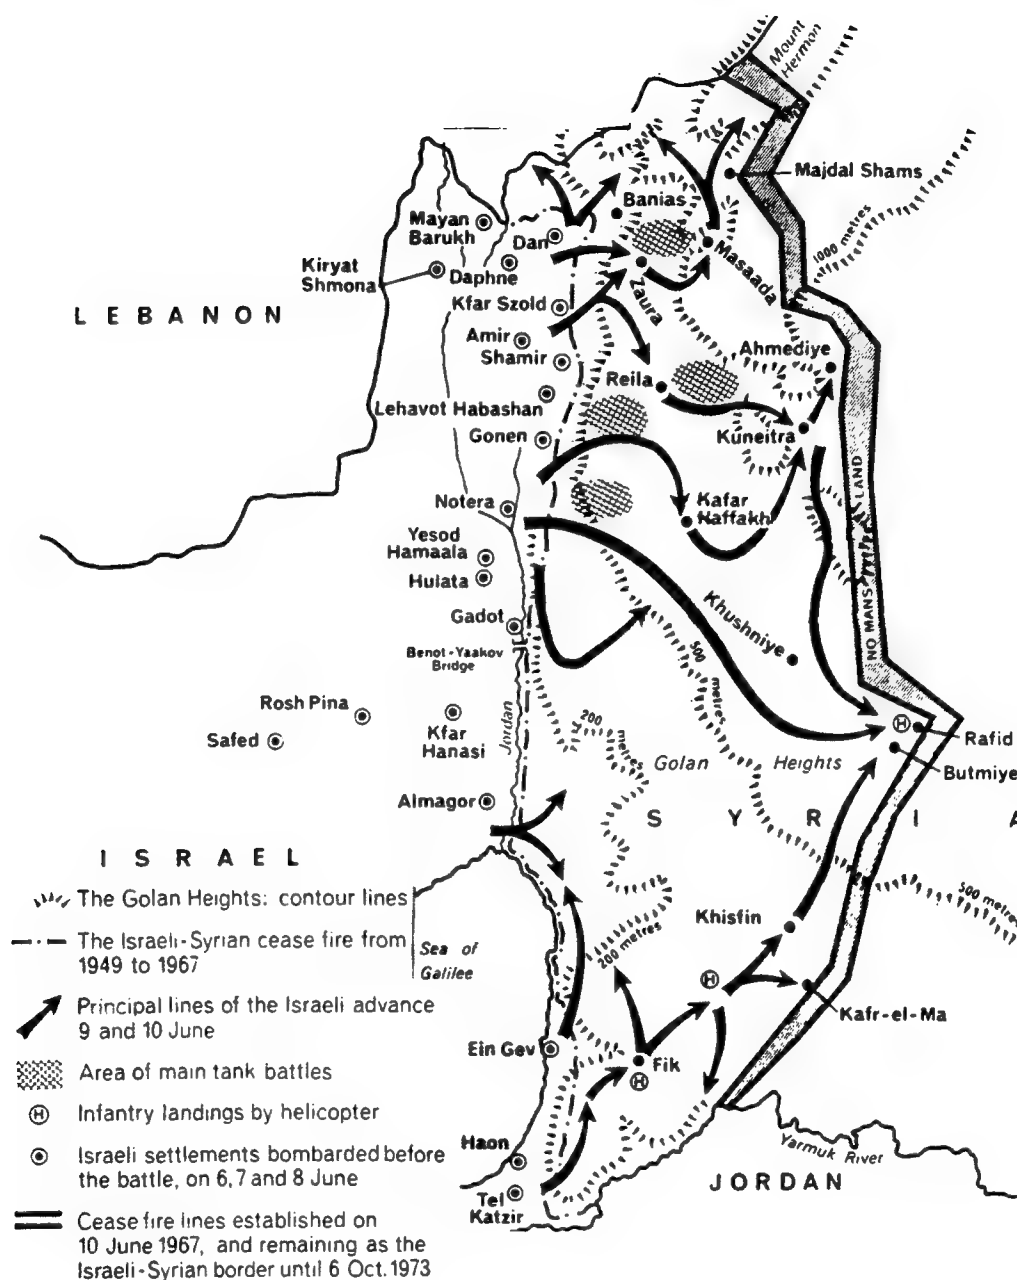 Mount
Hermon
Majdal Shams
1000 metres
Banias
Mayan
Barukh
Dan
Masaada
Kiryat
Shmona
Daphne
Zaura
Kfar Szold
LEBANON
Amir
Shamir
Ahmediye
Reila
Lehavot Habashan
Gonen
Kuneitra
NO MANS LAND
Notera
Kafar
Naffakh
Yesod
Hamaala
Hulata
Gadot
Khushniye
Benot-Yaakov
Bridge
500 metres
Rosh Pina
Safed
Kfar
Hanasi
Jordan
200 metres
Rafid
Golan Heights
Butmiye
Almagor
SYRIA
ISRAEL
The Golan Heights: contour lines
500 metres
Khisfin
The Israeli-Syrian cease fire from
1949 to 1967
Sea of
Galilee
200 metres
Principal lines of the Israeli advance
9 and 10 June
Kafr-el-Ma
Ein Gev
Fik
Area of main tank battles
H Infantry landings by helicopter
H
H
H
Israeli settlements bombarded before
the battle, on 6,7 and 8 June
Haon
Yarmuk River
JORDAN
Tel
Katzir
Cease fire lines established on
10 June 1967, and remaining as the
Israeli-Syrian border until 6 Oct. 1973